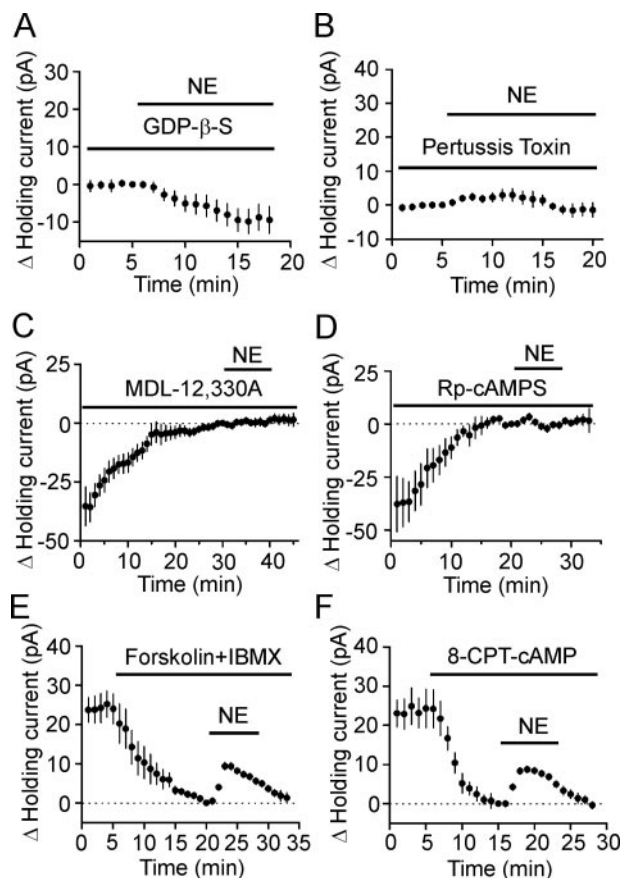 A
Δ Holding current (pA)
30
20
10
0
-10
NE
GDP-β-S
0 5 10 15 20
Time (min)
B
Δ Holding current (pA)
40
30
20
10
0
-10
NE
Pertussis Toxin
0 5 10 15 20
Time (min)
C
Δ Holding current (pA)
25
0
-25
-50
NE
MDL-12,330A
0 10 20 30 40
Time (min)
D
Δ Holding current (pA)
25
0
-25
-50
NE
Rp-cAMPS
0 10 20 30
Time (min)
E
Δ Holding current (pA)
40
30
20
10
0
Forskolin+IBMX
NE
0 5 10 15 20 25 30 35
Time (min)
F
Δ Holding current (pA)
40
30
20
10
0
8-CPT-cAMP
NE
0 5 10 15 20 25 30
Time (min)